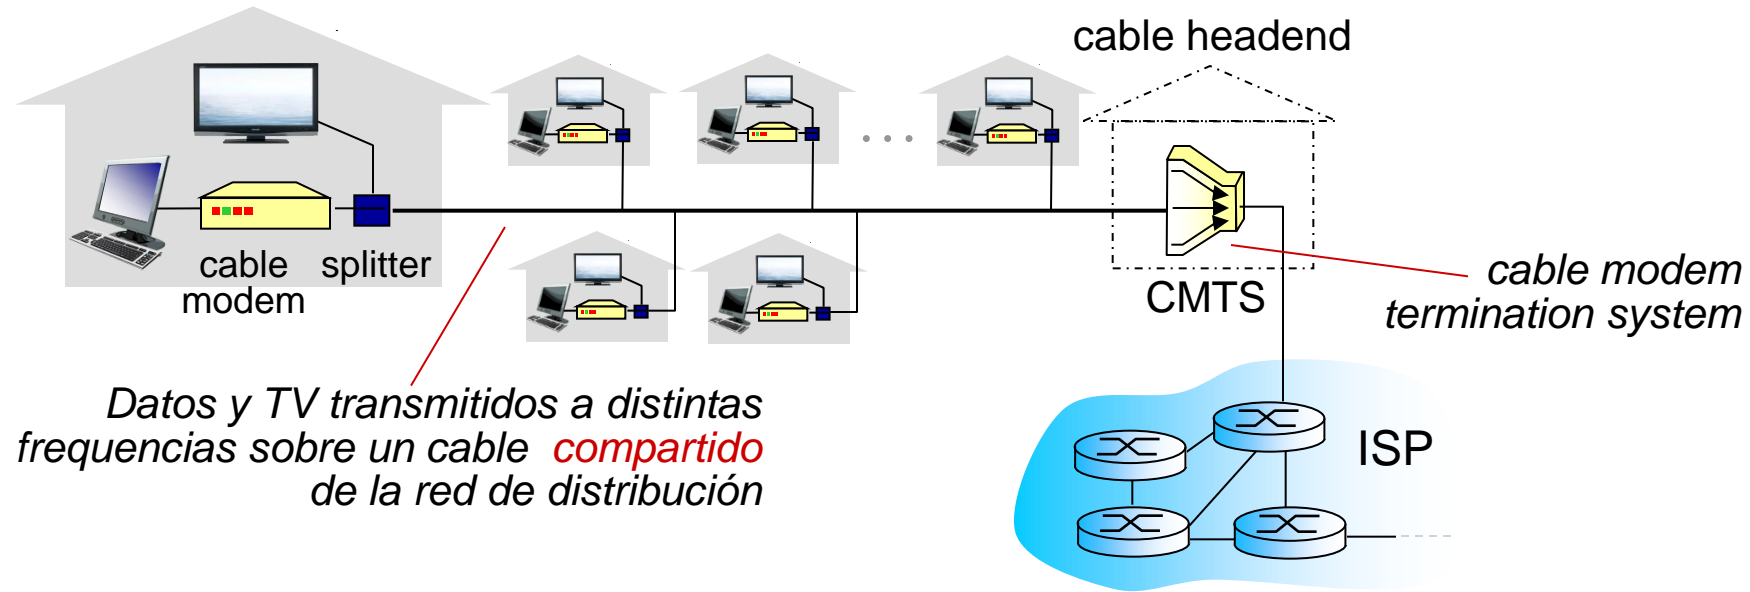 cable headend
cable
modem
splitter
CMTS
cable modem
termination system
Datos y TV transmitidos a distintas
frequencias sobre un cable compartido
de la red de distribución
ISP